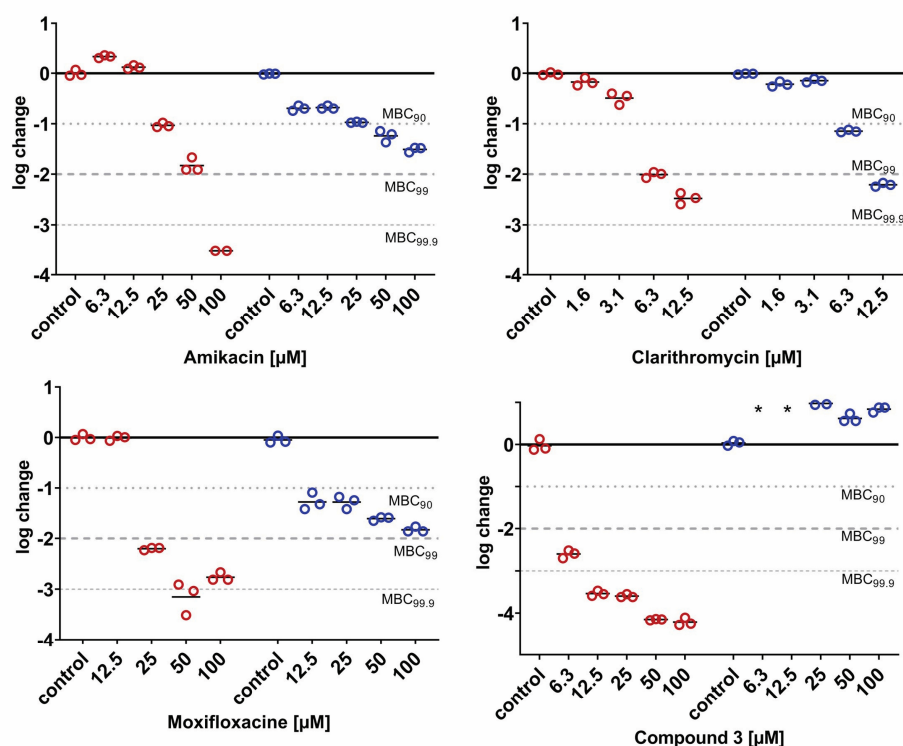 1
0
-1
-2
-3
-4
log change
MBC90
MBC99
MBC99.9
control 6.3 12.5 25 50 100 control 6.3 12.5 25 50 100
Amikacin [µM]
1
0
-1
-2
-3
-4
log change
MBC90
MBC99
MBC99.9
control 1.6 3.1 6.3 12.5 control 1.6 3.1 6.3 12.5
Clarithromycin [µM]
1
0
-1
-2
-3
-4
log change
MBC90
MBC99
MBC99.9
control 12.5 25 50 100 control 12.5 25 50 100
Moxifloxacine [µM]
0
-2
-4
log change
* *
MBC90
MBC99
MBC99.9
control 6.3 12.5 25 50 100 control 6.3 12.5 25 50 100
Compound 3 [µM]